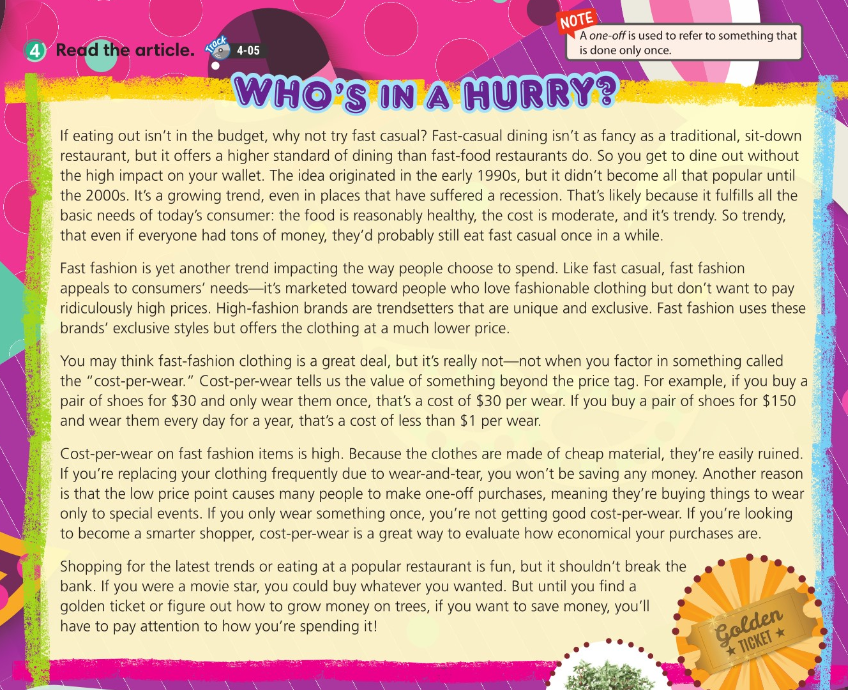 4 Read the article. Track 4-05
NOTE
A one-off is used to refer to something that
is done only once.
WHO'S IN A HURRY?
If eating out isn't in the budget, why not try fast casual? Fast-casual dining isn't as fancy as a traditional, sit-down
restaurant, but it offers a higher standard of dining than fast-food restaurants do. So you get to dine out without
the high impact on your wallet. The idea originated in the early 1990s, but it didn't become all that popular until
the 2000s. It's a growing trend, even in places that have suffered a recession. That's likely because it fulfills all the
basic needs of today's consumer: the food is reasonably healthy, the cost is moderate, and it's trendy. So trendy,
that even if everyone had tons of money, they'd probably still eat fast casual once in a while.
Fast fashion is yet another trend impacting the way people choose to spend. Like fast casual, fast fashion
appeals to consumers' needs—it's marketed toward people who love fashionable clothing but don't want to pay
ridiculously high prices. High-fashion brands are trendsetters that are unique and exclusive. Fast fashion uses these
brands' exclusive styles but offers the clothing at a much lower price.
You may think fast-fashion clothing is a great deal, but it's really not—not when you factor in something called
the "cost-per-wear." Cost-per-wear tells us the value of something beyond the price tag. For example, if you buy a
pair of shoes for $30 and only wear them once, that's a cost of $30 per wear. If you buy a pair of shoes for $150
and wear them every day for a year, that's a cost of less than $1 per wear.
Cost-per-wear on fast fashion items is high. Because the clothes are made of cheap material, they're easily ruined.
If you're replacing your clothing frequently due to wear-and-tear, you won't be saving any money. Another reason
is that the low price point causes many people to make one-off purchases, meaning they're buying things to wear
only to special events. If you only wear something once, you're not getting good cost-per-wear. If you're looking
to become a smarter shopper, cost-per-wear is a great way to evaluate how economical your purchases are.
Shopping for the latest trends or eating at a popular restaurant is fun, but it shouldn't break the
bank. If you were a movie star, you could buy whatever you wanted. But until you find a
golden ticket or figure out how to grow money on trees, if you want to save money, you'll
have to pay attention to how you're spending it!
Golden
TICKET